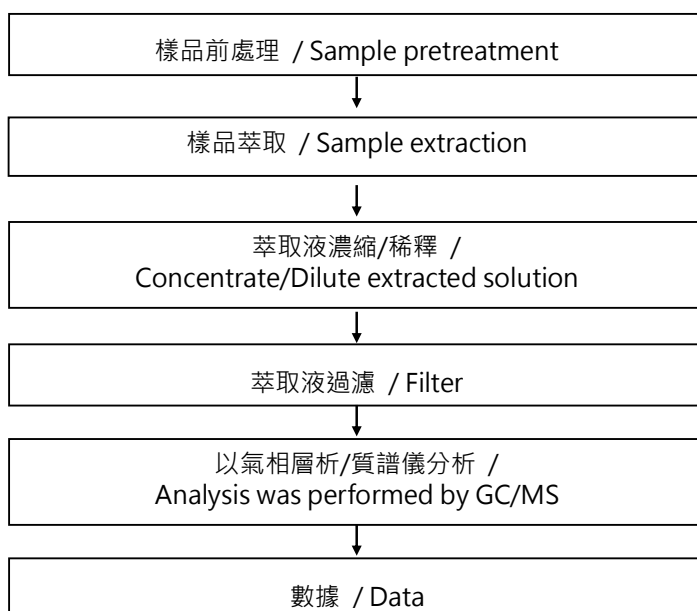 樣品前處理 / Sample pretreatment
樣品萃取 / Sample extraction
萃取液濃縮/稀釋 /
Concentrate/Dilute extracted solution
萃取液過濾 / Filter
以氣相層析/質譜儀分析 /
Analysis was performed by GC/MS
數據 / Data